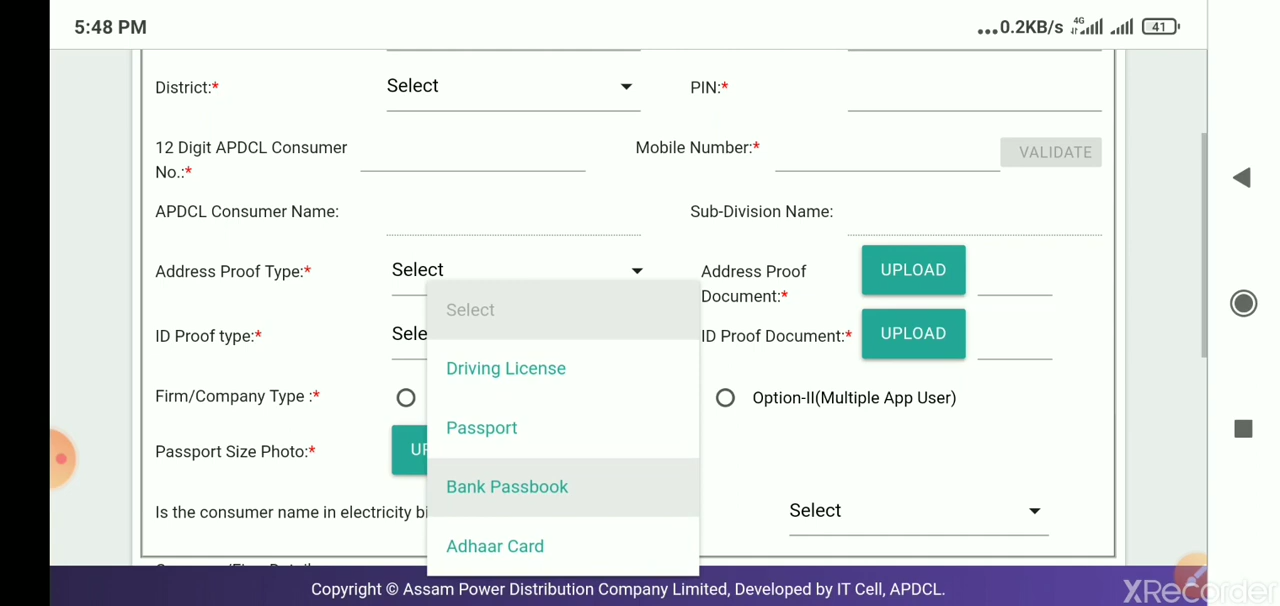 5:48 PM
...0.2KB/s 4G 41
District:* Select PIN:*
12 Digit APDCL Consumer
No.:*
Mobile Number:* VALIDATE
APDCL Consumer Name: Sub-Division Name:
Address Proof Type:* Select
Address Proof
Document:*
UPLOAD
Select
ID Proof type:* Sele
ID Proof Document:* UPLOAD
Driving License
Firm/Company Type :*
Option-II(Multiple App User)
Passport
Passport Size Photo:* UP
Bank Passbook
Is the consumer name in electricity bi
Select
Adhaar Card
Copyright © Assam Power Distribution Company Limited, Developed by IT Cell, APDCL.
XRecorder